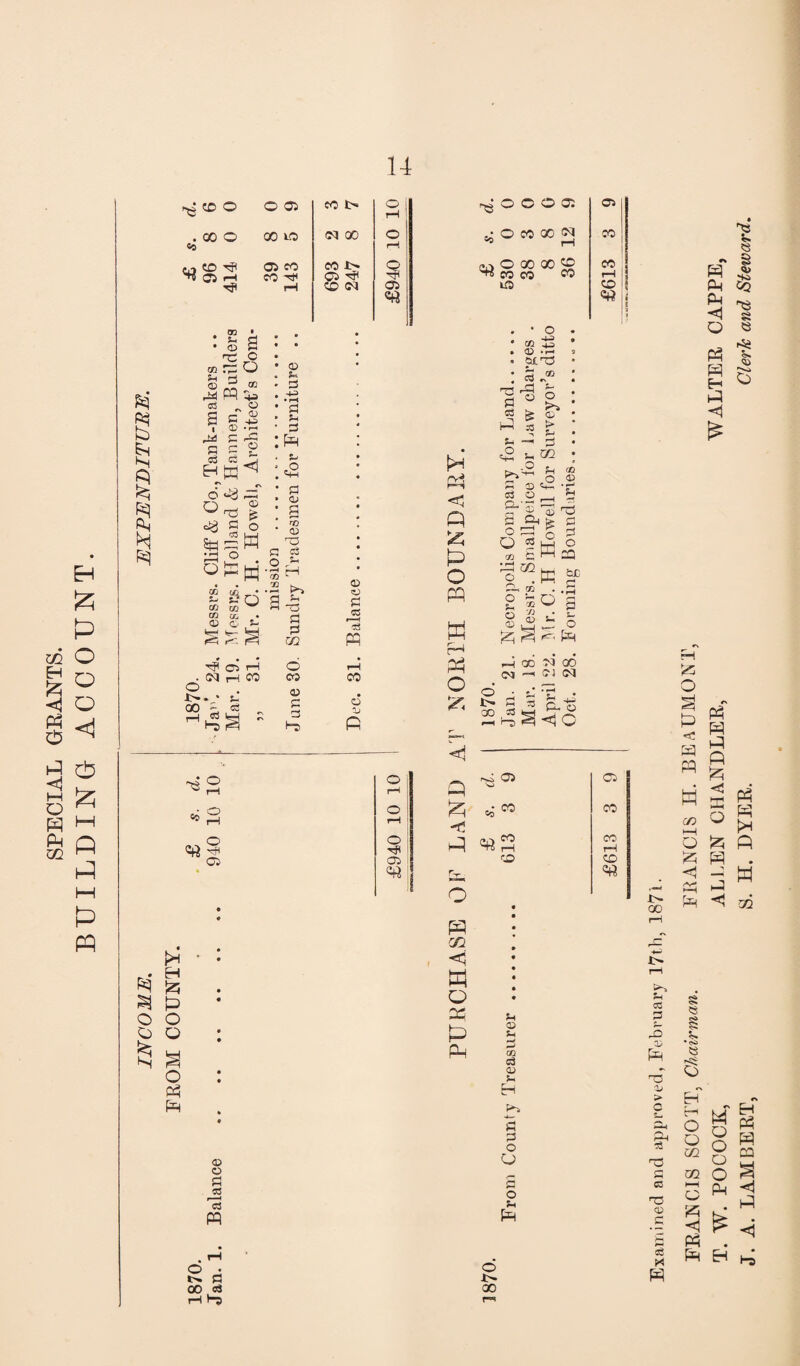 14
SPECIAL GRANTS.
BUILDING ACCOUNT.
INCOME.
FROM COUNTY.
1870. £ s. d.
Jan. 1. Balance .. .. .. .. .. 940 10 10
£940 10 10
EXPENDITURE.
1870. £ s. d.
Jan. 24. Messrs. Cliff & Co., Tank-makers .. 96 8 6
Mar. 19. Messrs. Holland & Hannen, Builders 414 0 0
„ 31. Mr. C. H. Howell, Architect's Com-
mission .. 39 8 0
June 30. Sundry Tradesmen for Furniture .. 143 5 9
693 2 3
Dec. 31. Balance 247 8 7
£940 10 10
PURCHASE OF LAND AT NORTH BOUNDARY.
1870. £ s. d.
From County Treasurer 613 3 9
£613 3 9
1870. £ s. d.
Jan. 21. Necropolis Company for Land 530 0 0
Mar. 18. Messrs. Smallpeice for Law charges . 38 3 0
April 22. Mr. C. H Howell for Surveyor's ditto 8 8 0
Oct. 28. Forming Boundaries 36 12 9
£613 3 9
Examined and approved, February 17th, 1871.
FRANCIS SCOTT, Chairman.
T. W. POCOCK,
J. A. LAMBERT,
FRANCIS H. BEAUMONT,
ALLEN CHANDLER,
S. H. DYER.
WALTER CAPPE,
Clerk and Steward.